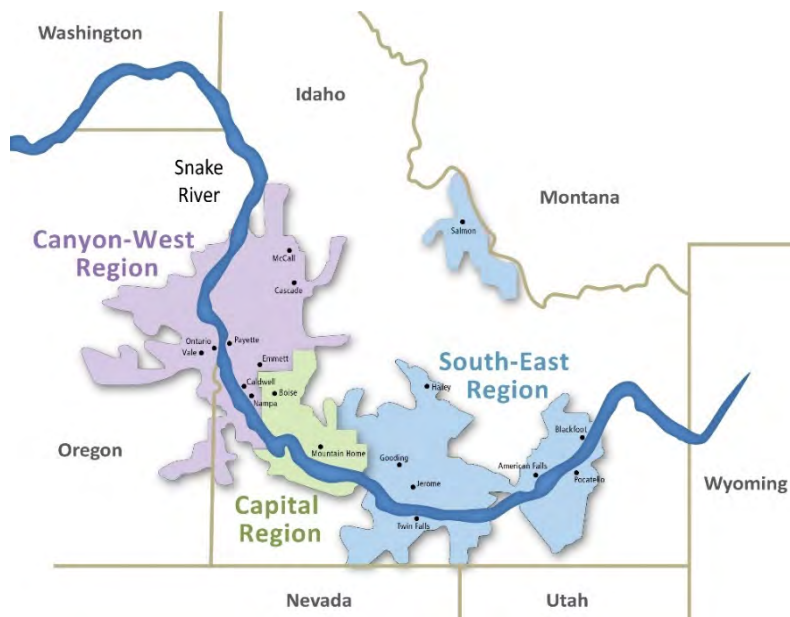 Washington
Idaho
Snake
River
Montana
Salmon
Canyon-West
Region
McCall
Cascade
Ontario
Payette
Vale
Emmett
South-East
Region
Caldwell
Boise
Nampa
Hailey
Oregon
Blackfoot
Mountain Home
Gooding
American Falls
Pocatello
Wyoming
Jerome
Capital
Region
Twin Falls
Nevada
Utah